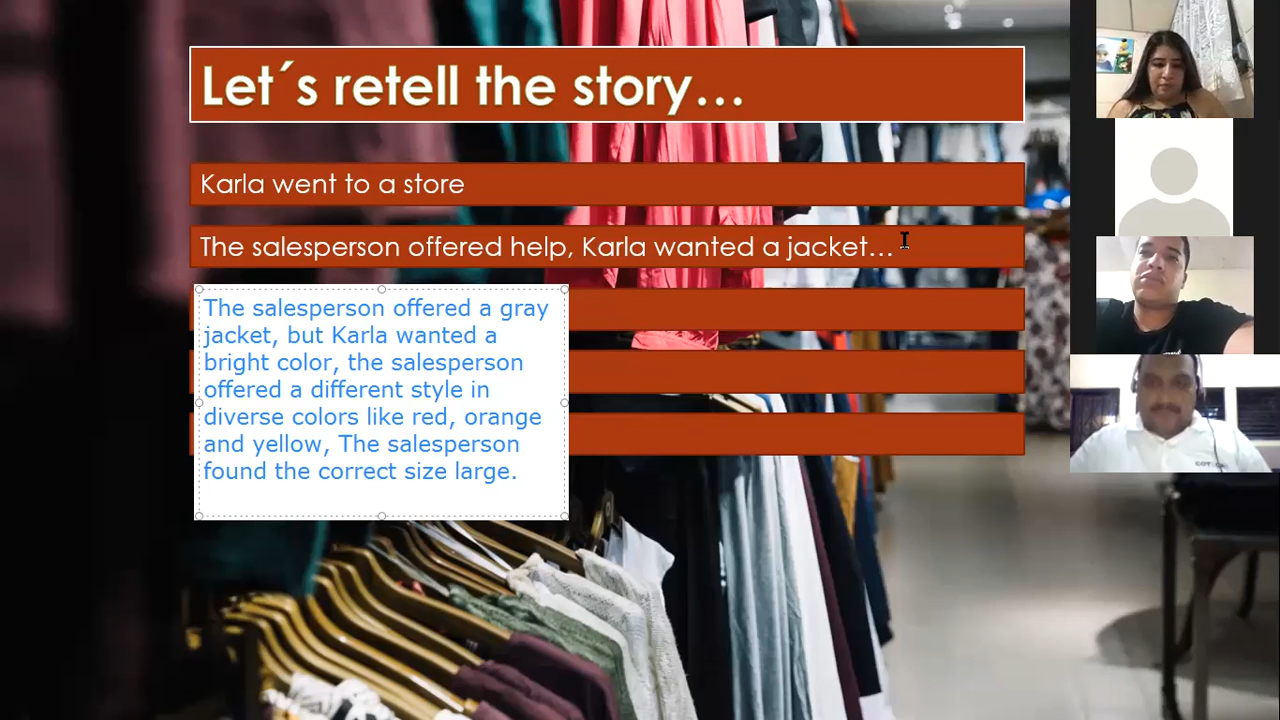 Let´s retell the story...
Karla went to a store
The salesperson offered help, Karla wanted a jacket...
The salesperson offered a gray
jacket, but Karla wanted a
bright color, the salesperson
offered a different style in
diverse colors like red, orange
and yellow, The salesperson
found the correct size large.